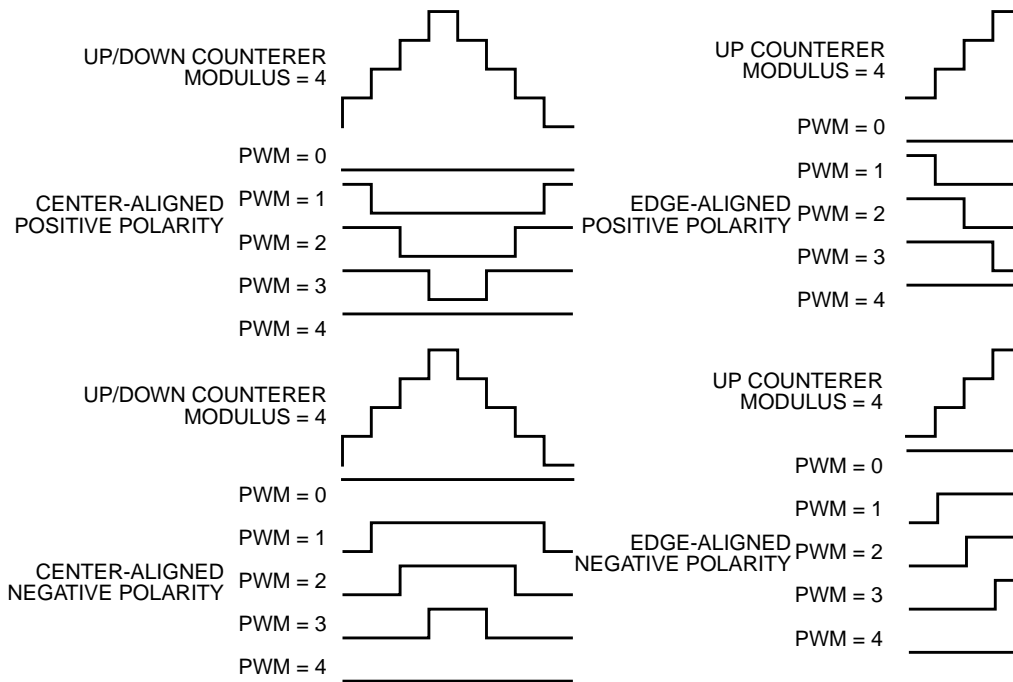 UP/DOWN COUNTERER
MODULUS = 4
PWM = 0
CENTER-ALIGNED
POSITIVE POLARITY
PWM = 1
PWM = 2
PWM = 3
PWM = 4
UP COUNTERER
MODULUS = 4
PWM = 0
PWM = 1
EDGE-ALIGNED
POSITIVE POLARITY
PWM = 2
PWM = 3
PWM = 4
UP/DOWN COUNTERER
MODULUS = 4
PWM = 0
PWM = 1
CENTER-ALIGNED
NEGATIVE POLARITY
PWM = 2
PWM = 3
PWM = 4
UP COUNTERER
MODULUS = 4
PWM = 0
PWM = 1
EDGE-ALIGNED
NEGATIVE POLARITY
PWM = 2
PWM = 3
PWM = 4